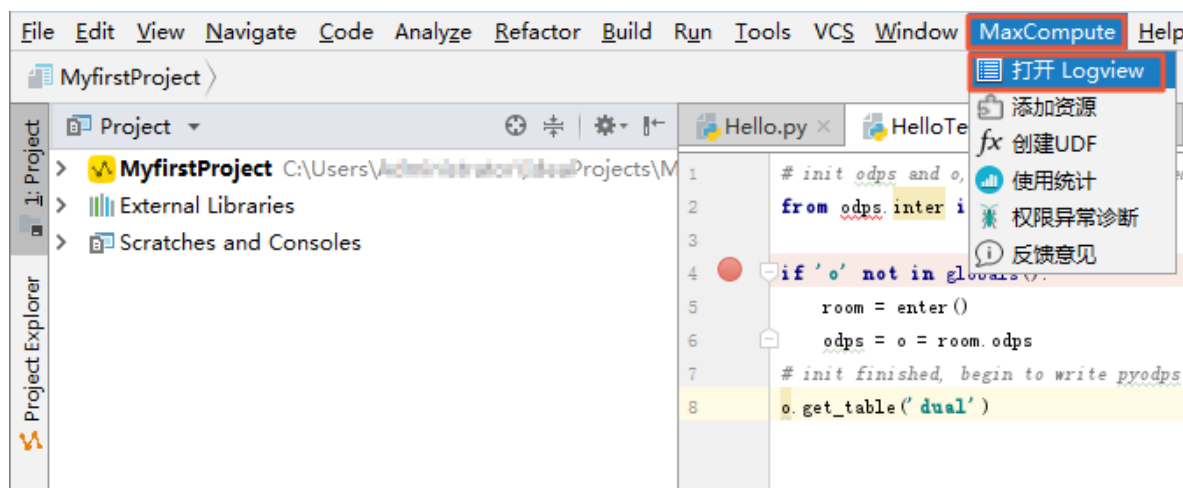 File Edit View Navigate Code Analyze Refactor Build Run Tools VCS Window MaxCompute Help
MyfirstProject
打开 Logview
添加资源
创建UDF
使用统计
权限异常诊断
反馈意见
1: Project
Project Explorer
Project
MyfirstProject C:\Users\ Projects\M
External Libraries
Scratches and Consoles
Hello.py HelloTe
1 # init odps and o,
2 from odps.inter i
3
4 if 'o' not in globals():
5 room = enter()
6 odps = o = room.odps
7 # init finished, begin to write pyodps
8 o.get_table('dual')